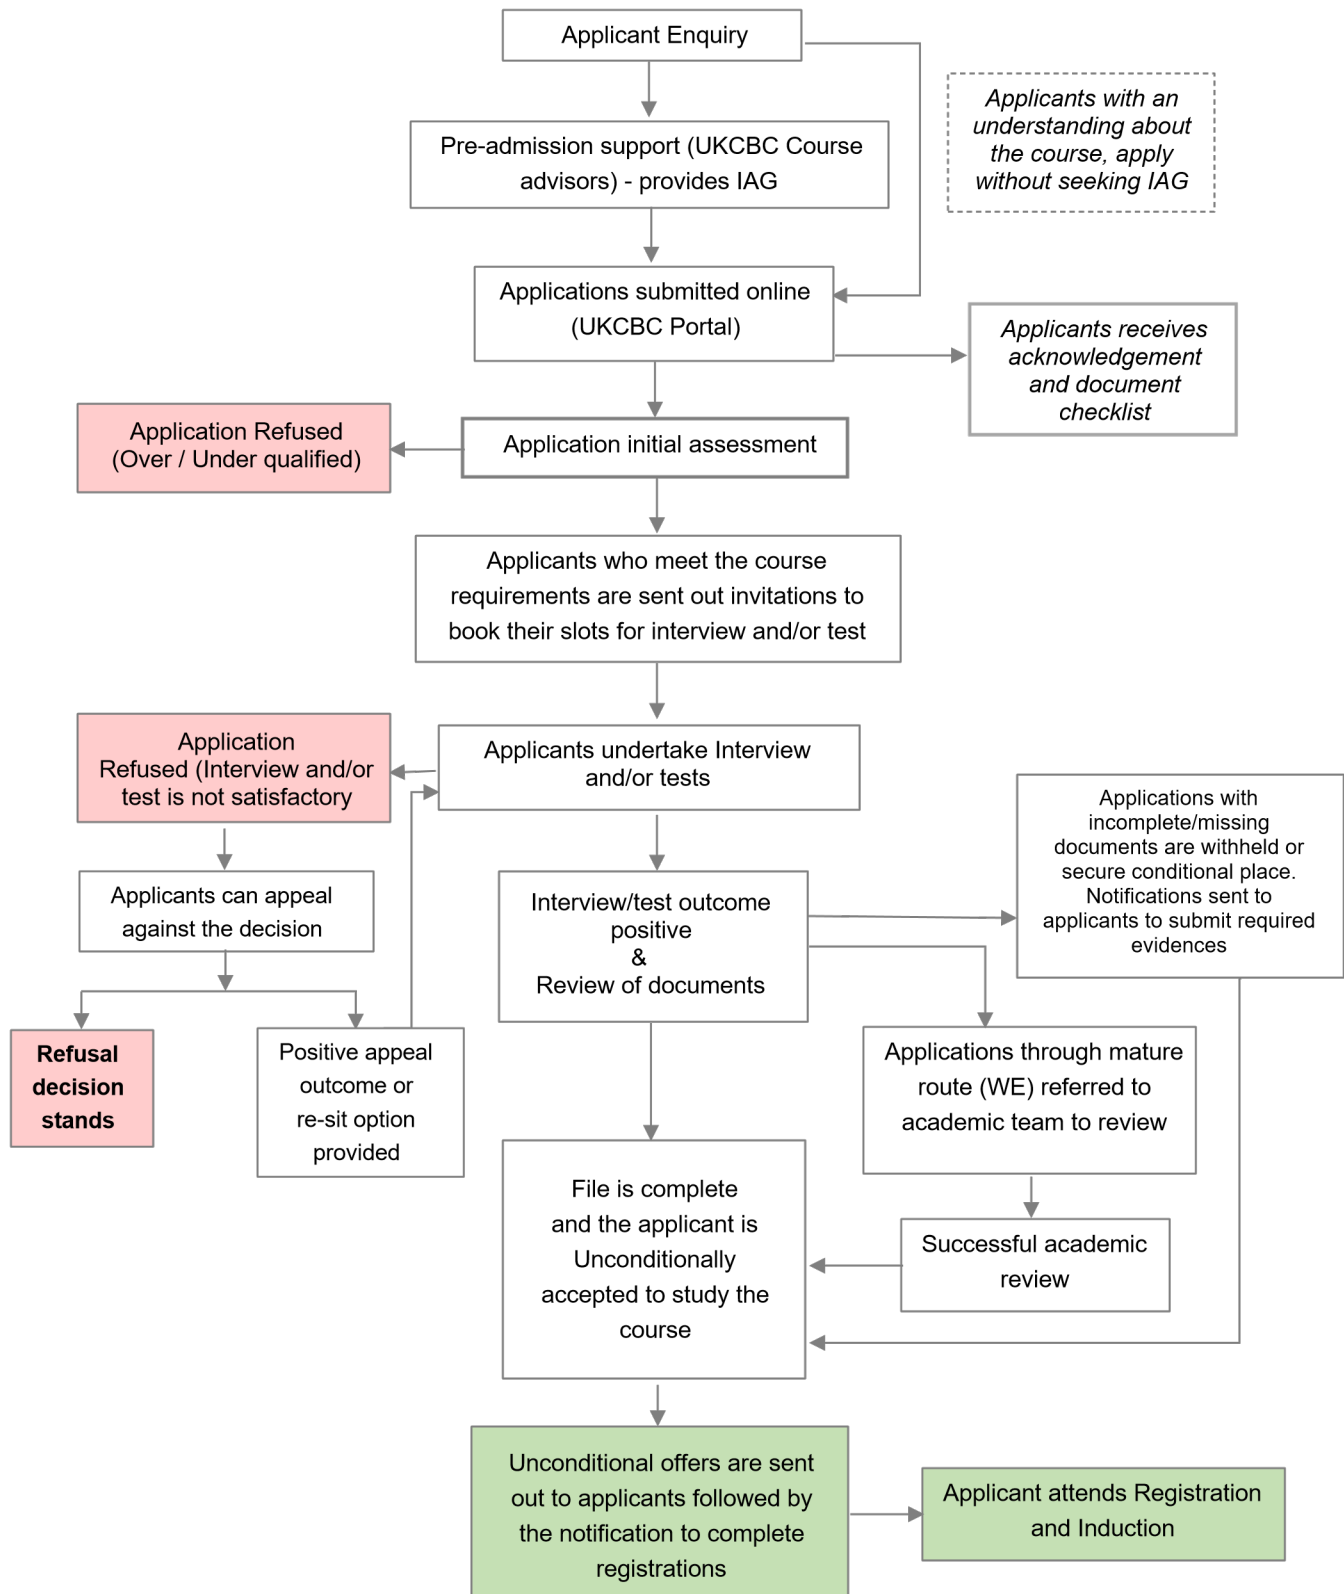 Applicant Enquiry
Applicants with an
understanding about
the course, apply
without seeking IAG
Pre-admission support (UKCBC Course
advisors) - provides IAG
Applications submitted online
(UKCBC Portal)
Applicants receives
acknowledgement
and document
checklist
Application Refused
(Over / Under qualified)
Application initial assessment
Applicants who meet the course
requirements are sent out invitations to
book their slots for interview and/or test
Application
Refused (Interview and/or
test is not satisfactory
Applicants undertake Interview
and/or tests
Applications with
incomplete/missing
documents are withheld or
secure conditional place.
Notifications sent to
applicants to submit required
evidences
Applicants can appeal
against the decision
Interview/test outcome
positive
&
Review of documents
Refusal
decision
stands
Positive appeal
outcome or
re-sit option
provided
Applications through mature
route (WE) referred to
academic team to review
File is complete
and the applicant is
Unconditionally
accepted to study the
course
Successful academic
review
Unconditional offers are sent
out to applicants followed by
the notification to complete
registrations
Applicant attends Registration
and Induction